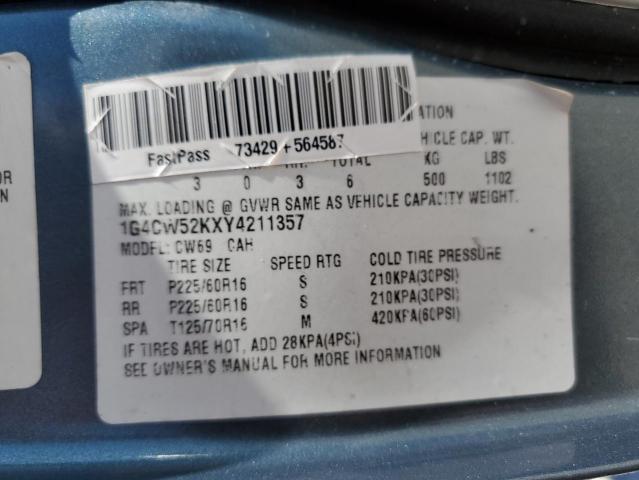 ATION
FastPass 73429+564587
HICLE CAP. WT.
TOTAL KG LBS
3 0 3 6 500 1102
MAX. LOADING @ GVWR SAME AS VEHICLE CAPACITY WEIGHT.
1G4CW52KXY4211357
MODEL: CW69 CAH
TIRE SIZE SPEED RTG COLD TIRE PRESSURE
FRT P225/60R16 S 210KPA(30PSI)
RR P225/60R16 S 210KPA(30PSI)
SPA T125/70R16 M 420KPA(60PSI)
IF TIRES ARE HOT, ADD 28KPA(4PSI)
SEE OWNER'S MANUAL FOR MORE INFORMATION
OR
N